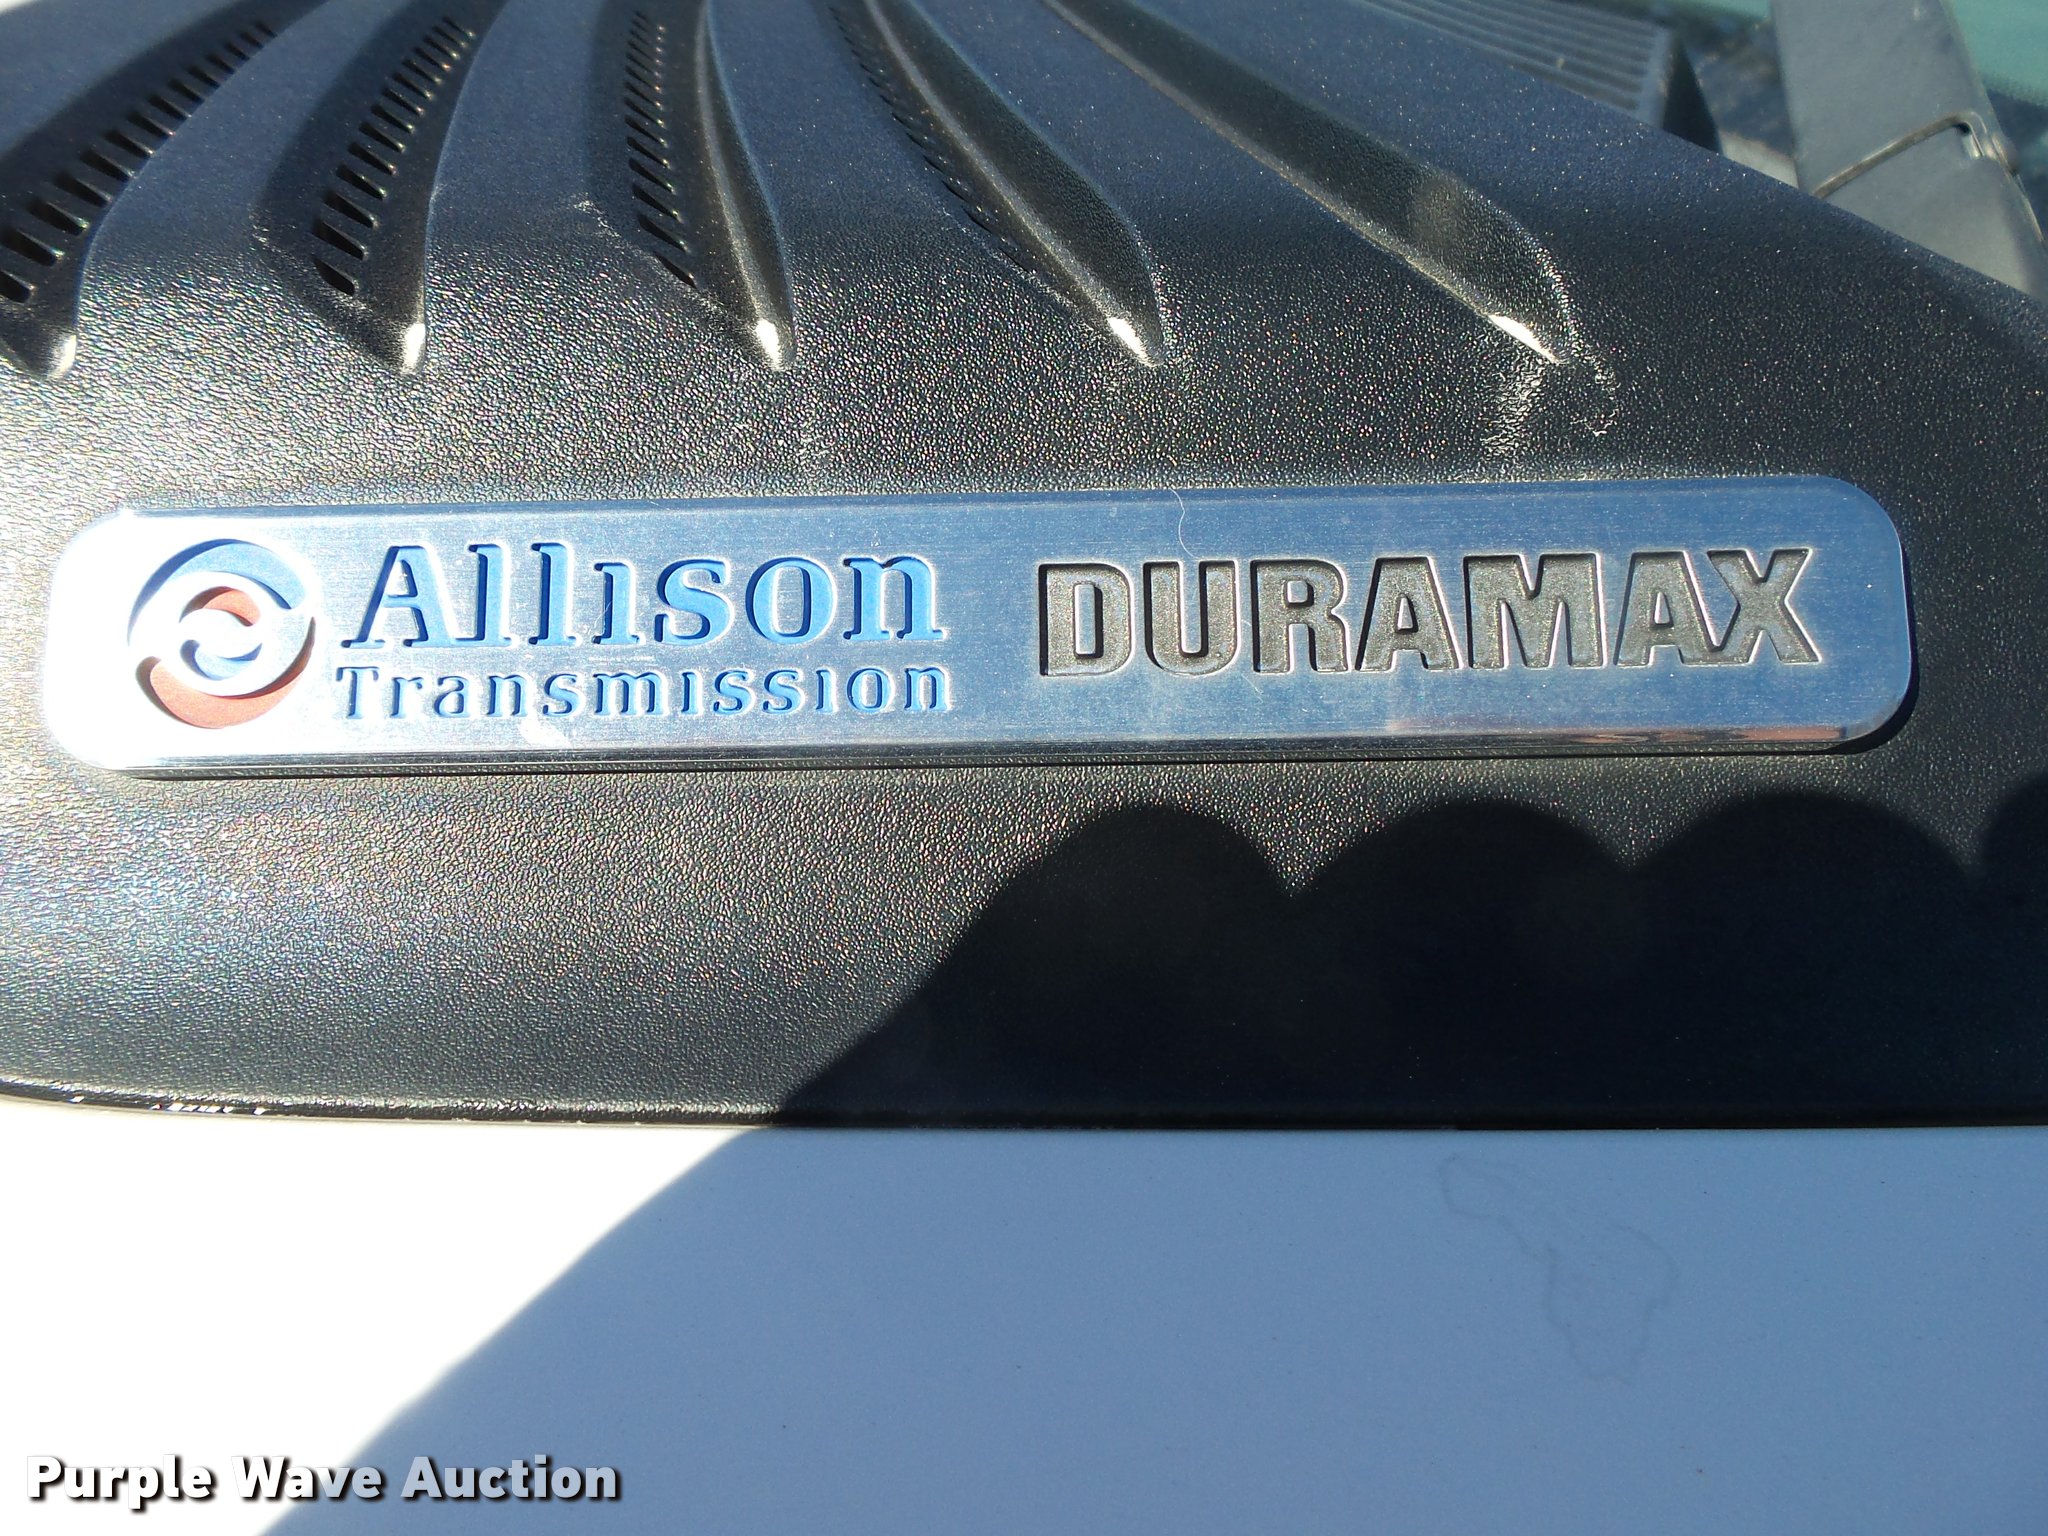 Allison
Transmission
DURAMAX
Purple Wave Auction